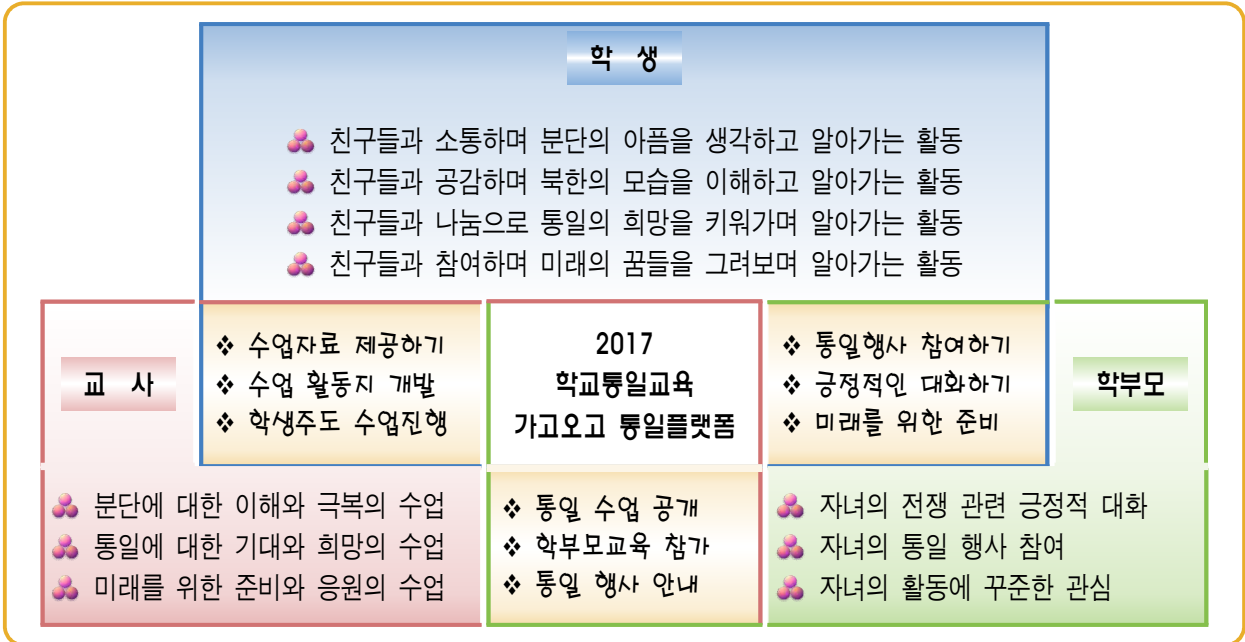 학 생
친구들과 소통하며 분단의 아픔을 생각하고 알아가는 활동
친구들과 공감하며 북한의 모습을 이해하고 알아가는 활동
친구들과 나눔으로 통일의 희망을 키워가며 알아가는 활동
친구들과 참여하며 미래의 꿈들을 그려보며 알아가는 활동
교 사
❖ 수업자료 제공하기
❖ 수업 활동지 개발
❖ 학생주도 수업진행
2017
학교통일교육
가고오고 통일플랫폼
❖ 통일행사 참여하기
❖ 긍정적인 대화하기
❖ 미래를 위한 준비
학부모
분단에 대한 이해와 극복의 수업
통일에 대한 기대와 희망의 수업
미래를 위한 준비와 응원의 수업
❖ 통일 수업 공개
❖ 학부모교육 참가
❖ 통일 행사 안내
자녀의 전쟁 관련 긍정적 대화
자녀의 통일 행사 참여
자녀의 활동에 꾸준한 관심